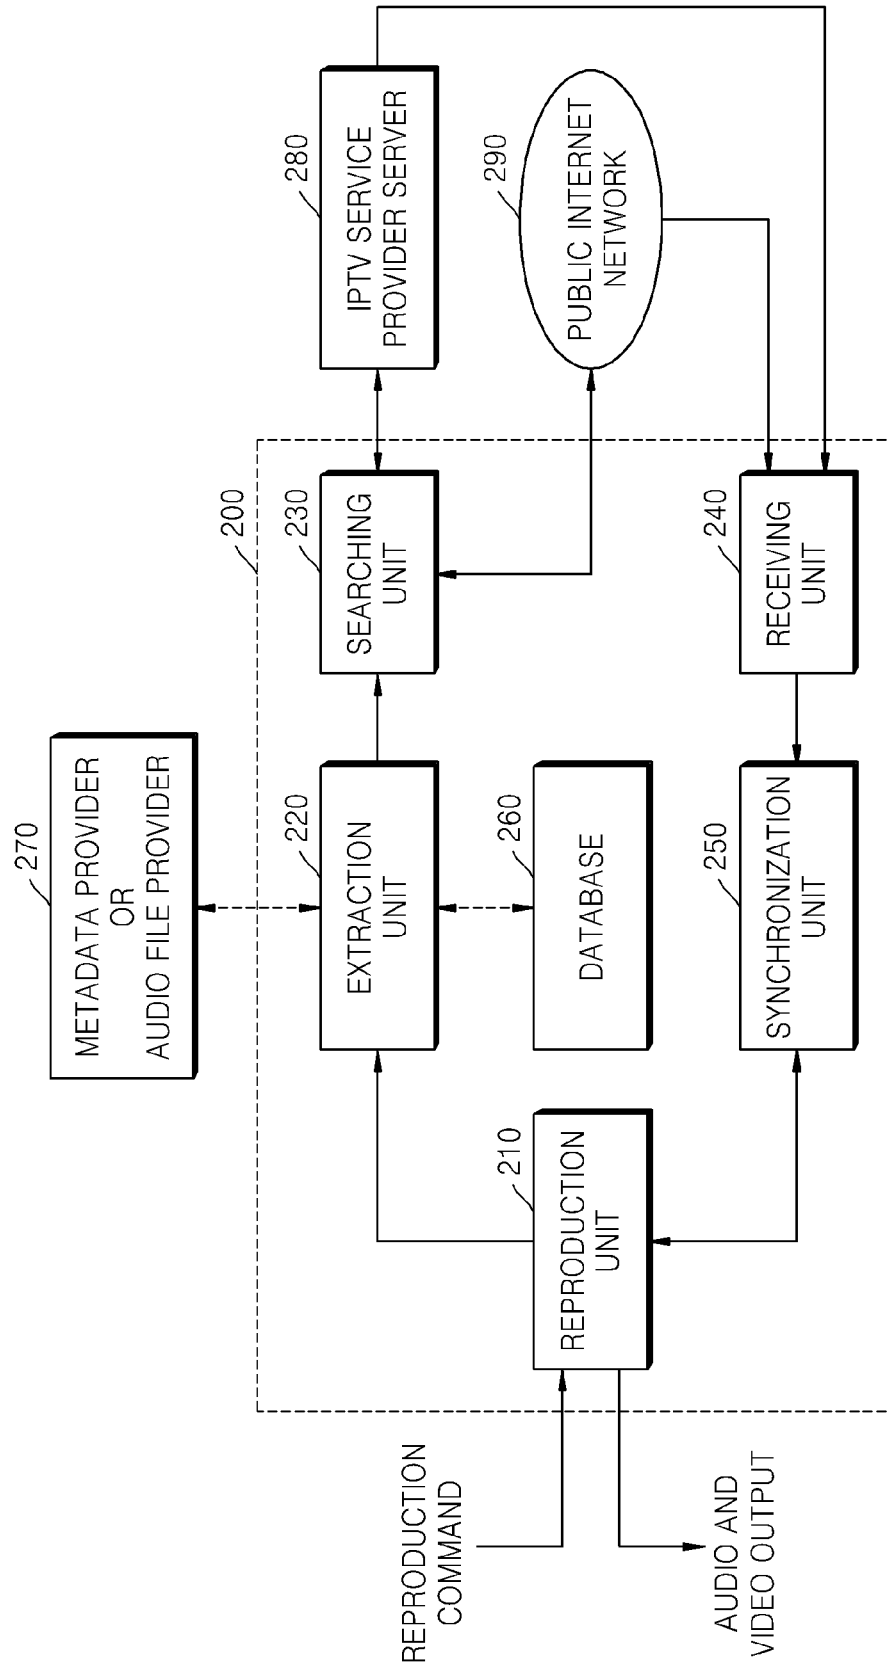 270
METADATA PROVIDER
OR
AUDIO FILE PROVIDER
200
220
EXTRACTION
UNIT
230
SEARCHING
UNIT
280
IPTV SERVICE
PROVIDER SERVER
REPRODUCTION
COMMAND
210
REPRODUCTION
UNIT
260
DATABASE
290
PUBLIC INTERNET
NETWORK
AUDIO AND
VIDEO OUTPUT
250
SYNCHRONIZATION
UNIT
240
RECEIVING
UNIT